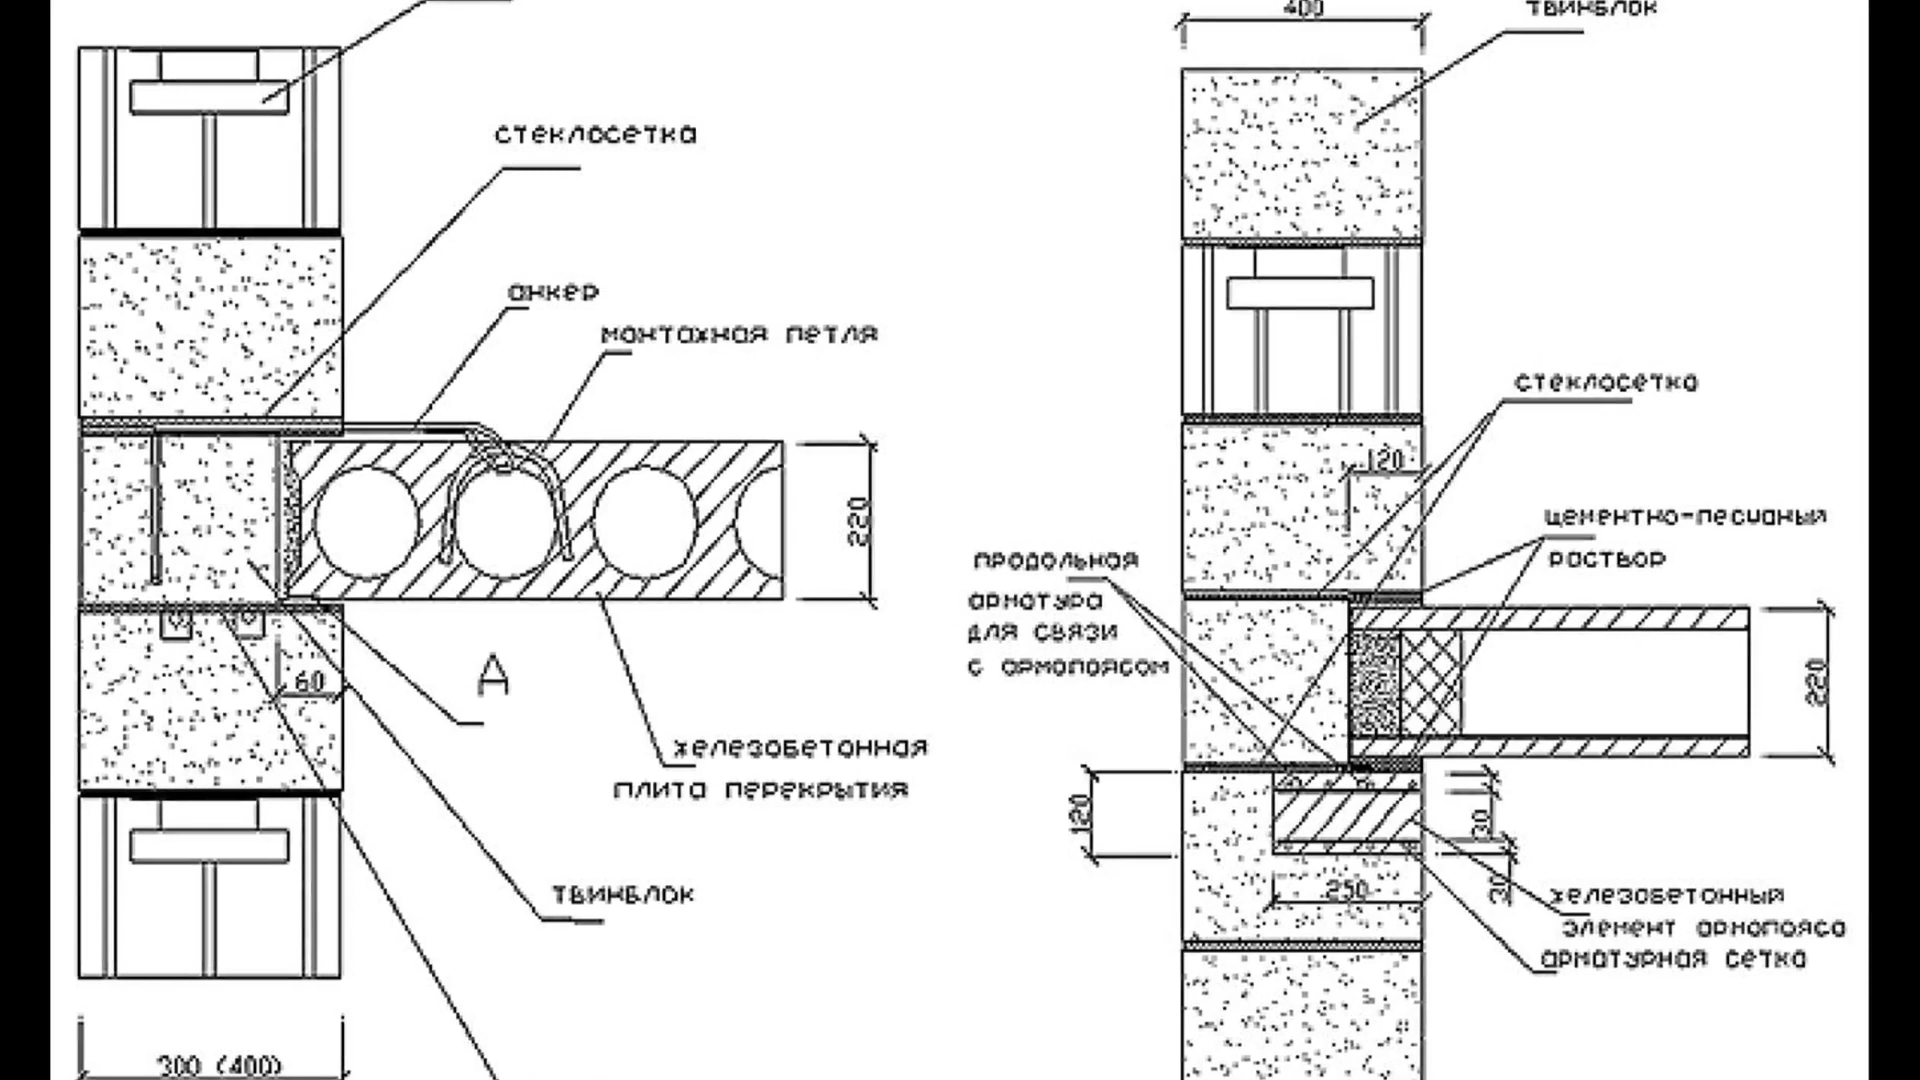 стеклосетка
анкер
монтажная петля
220
60
А
железобетонная
плита перекрытия
твинблок
300 (400)
400
твинблок
стеклосетка
120
цементно-песчаный
раствор
продольная
арматура
для связи
с армопоясом
220
120
30
30
250
железобетонный
элемент армопояса
арматурная сетка